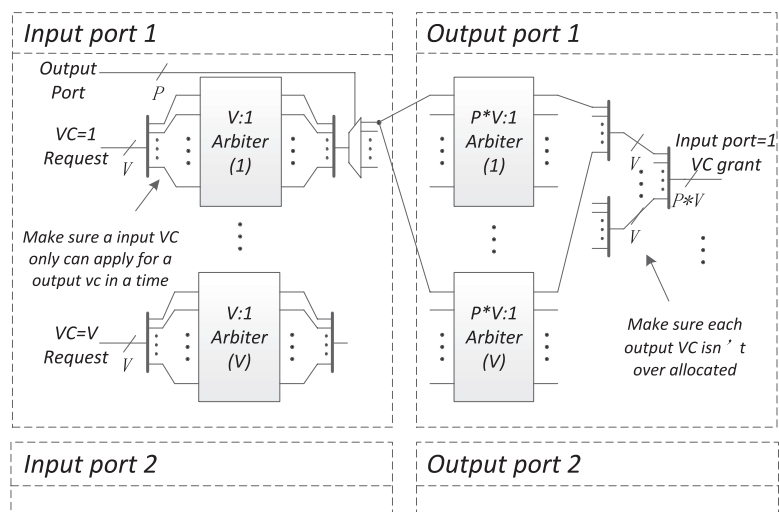 Input port 1
Output
Port
P
VC=1
Request
V
V:1
Arbiter
(1)
Make sure a input VC
only can apply for a
output vc in a time
VC=V
Request
V
V:1
Arbiter
(V)
Output port 1
P*V:1
Arbiter
(1)
V
V
Input port=1
VC grant
P*V
P*V:1
Arbiter
(V)
Make sure each
output VC isn't
over allocated
Input port 2
Output port 2